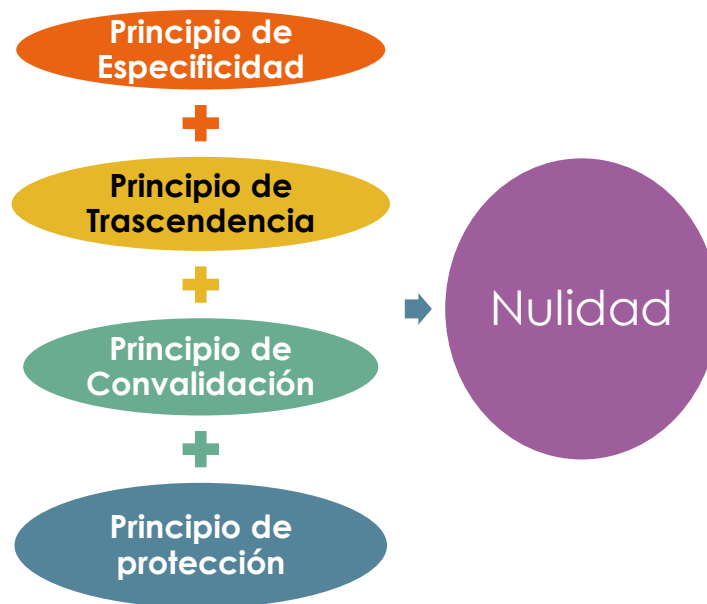 Principio de
Especificidad
Principio de
Trascendencia
Principio de
Convalidación
Principio de
protección
Nulidad